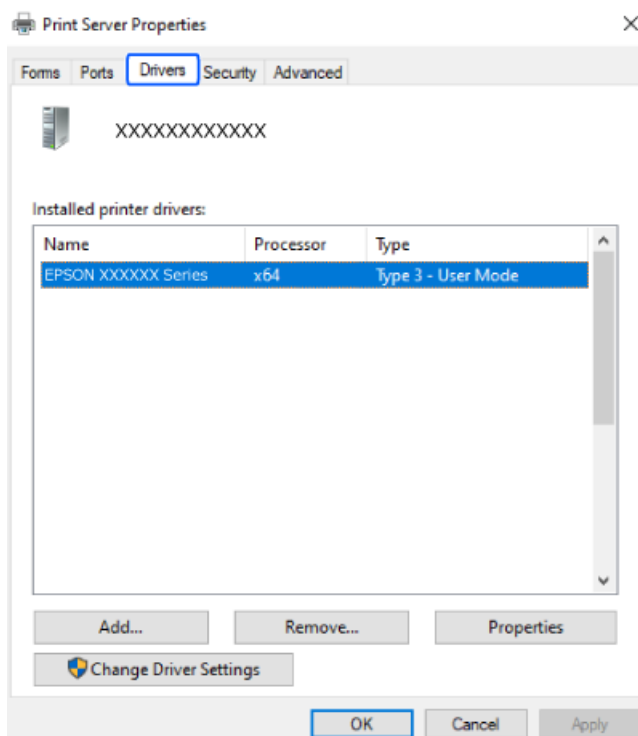 Print Server Properties
Forms Ports Drivers Security Advanced
XXXXXXXXXXXX
Installed printer drivers:
Name Processor Type
EPSON XXXXXX Series x64 Type 3 - User Mode
Add... Remove... Properties
Change Driver Settings
OK Cancel Apply